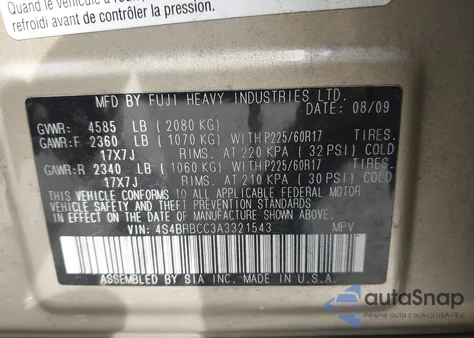 Quand le véhicule a
refroidi avant de contrôler la pression.
MFD. BY FUJI HEAVY INDUSTRIES LTD.
DATE: 08/09
GVWR: 4585 LB ( 2080 KG)
GAWR:F 2360 LB ( 1070 KG) WITH P225/60R17 TIRES.
17X7J RIMS. AT 220 KPA ( 32 PSI) COLD
GAWR:R 2340 LB ( 1060 KG) WITH P225/60R17 TIRES.
17X7J RIMS. AT 210 KPA ( 30 PSI) COLD
THIS VEHICLE CONFORMS TO ALL APPLICABLE FEDERAL MOTOR
VEHICLE SAFETY AND THEFT PREVENTION STANDARDS IN
EFFECT ON THE DATE OF MANUFACTURE SHOWN ABOVE.
VIN: 4S4BRBCC3A3321543 MPV
ASSEMBLED BY SIA INC. MADE IN U.S.A.
autoSnap